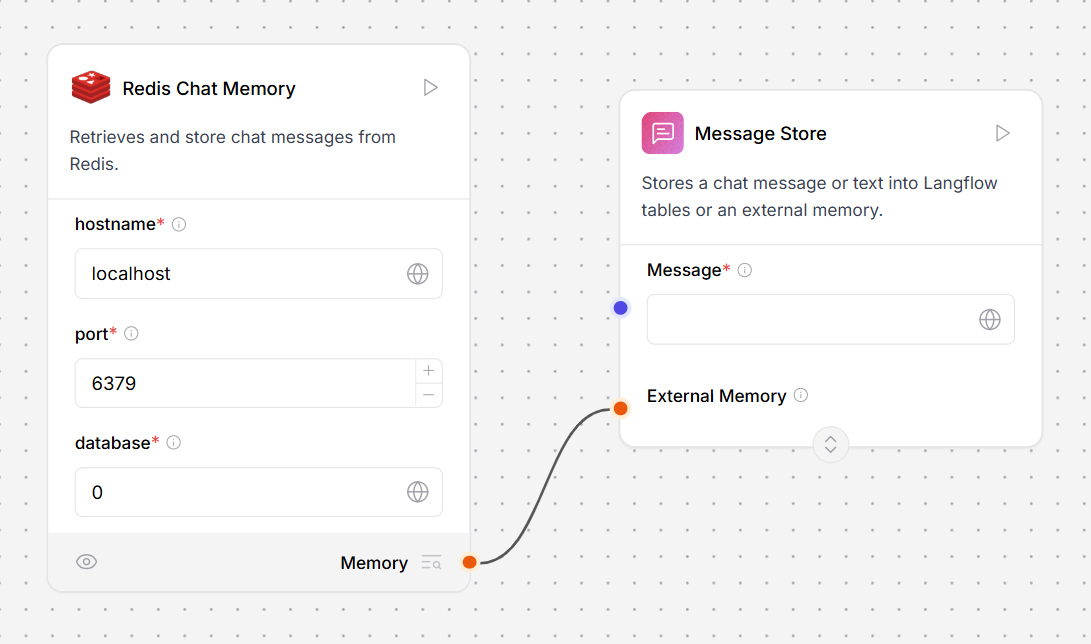 Redis Chat Memory
Retrieves and store chat messages from
Redis.
hostname*
localhost
port*
6379
database*
0
Memory
Message Store
Stores a chat message or text into Langflow
tables or an external memory.
Message*
External Memory